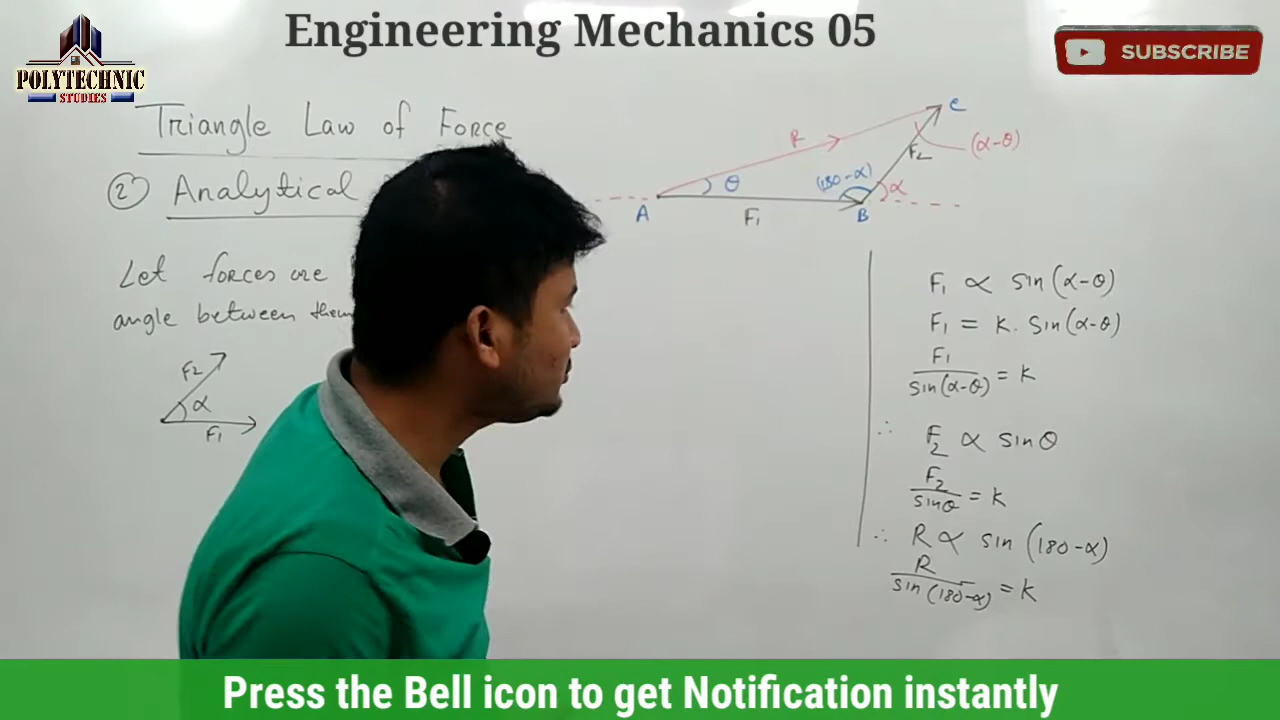 Engineering Mechanics 05
POLYTECHNIC
STUDIES
SUBSCRIBE
Triangle Law of Force
② Analytical
Let forces are
angle between them
F₂
α
F₁
R
C
F₂
(α-θ)
θ
(180-α)
α
A
F₁
B
F₁ ∝ sin(α-θ)
F₁ = K. sin(α-θ)
F₁/sin(α-θ) = K
∴ F₂ ∝ sinθ
F₂/sinθ = K
∴ R ∝ sin (180-α)
R/sin(180-α) = K
Press the Bell icon to get Notification instantly